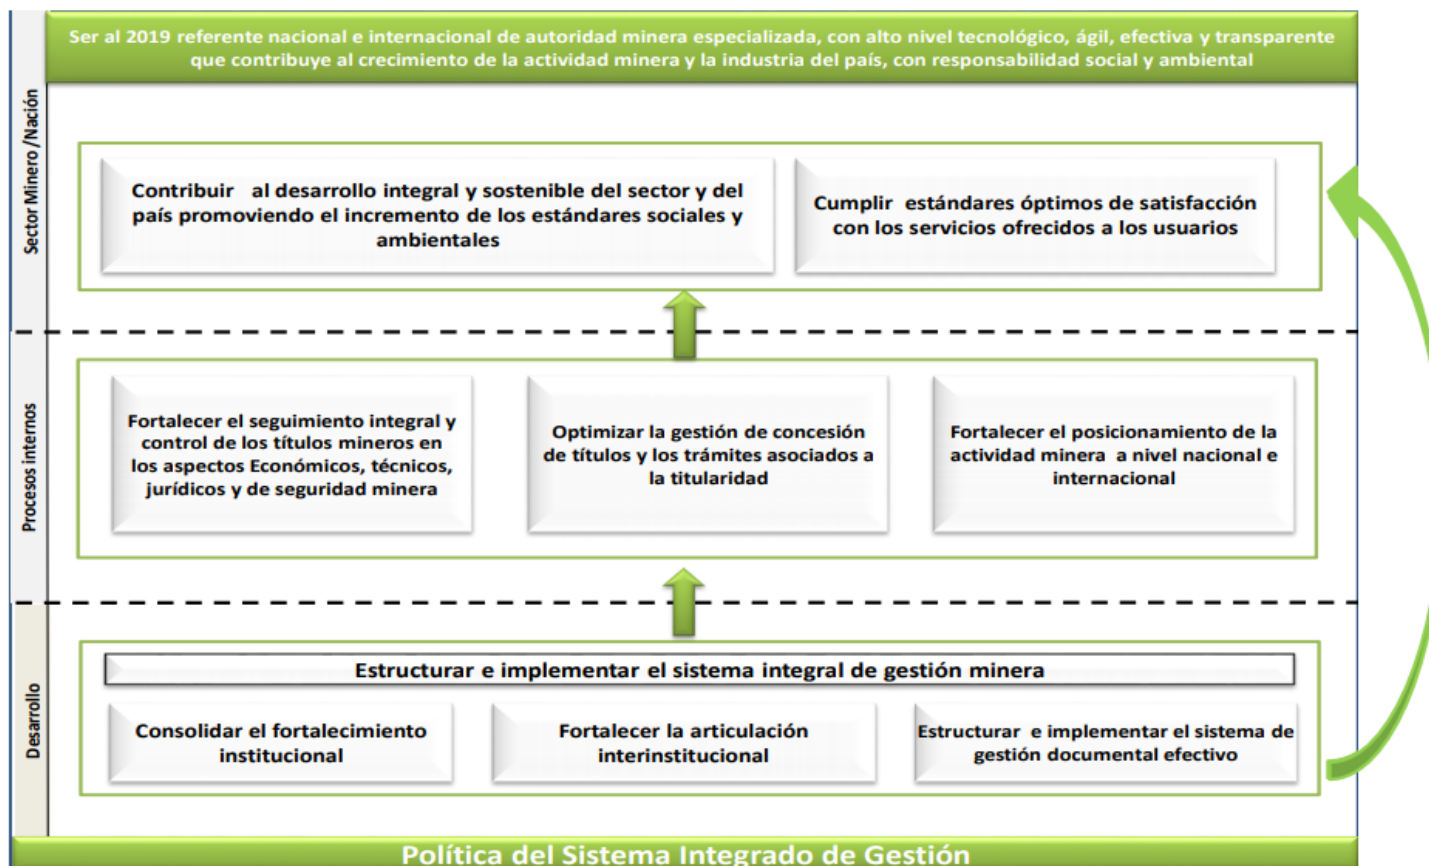 Ser al 2019 referente nacional e internacional de autoridad minera especializada, con alto nivel tecnológico, ágil, efectiva y transparente
que contribuye al crecimiento de la actividad minera y la industria del país, con responsabilidad social y ambiental
Sector Minero /Nación
Contribuir al desarrollo integral y sostenible del sector y del
país promoviendo el incremento de los estándares sociales y
ambientales
Cumplir estándares óptimos de satisfacción
con los servicios ofrecidos a los usuarios
Procesos internos
Fortalecer el seguimiento integral y
control de los títulos mineros en
los aspectos Económicos, técnicos,
jurídicos y de seguridad minera
Optimizar la gestión de concesión
de títulos y los trámites asociados a
la titularidad
Fortalecer el posicionamiento de la
actividad minera a nivel nacional e
internacional
Desarrollo
Estructurar e implementar el sistema integral de gestión minera
Consolidar el fortalecimiento
institucional
Fortalecer la articulación
interinstitucional
Estructurar e implementar el sistema de
gestión documental efectivo
Política del Sistema Integrado de Gestión